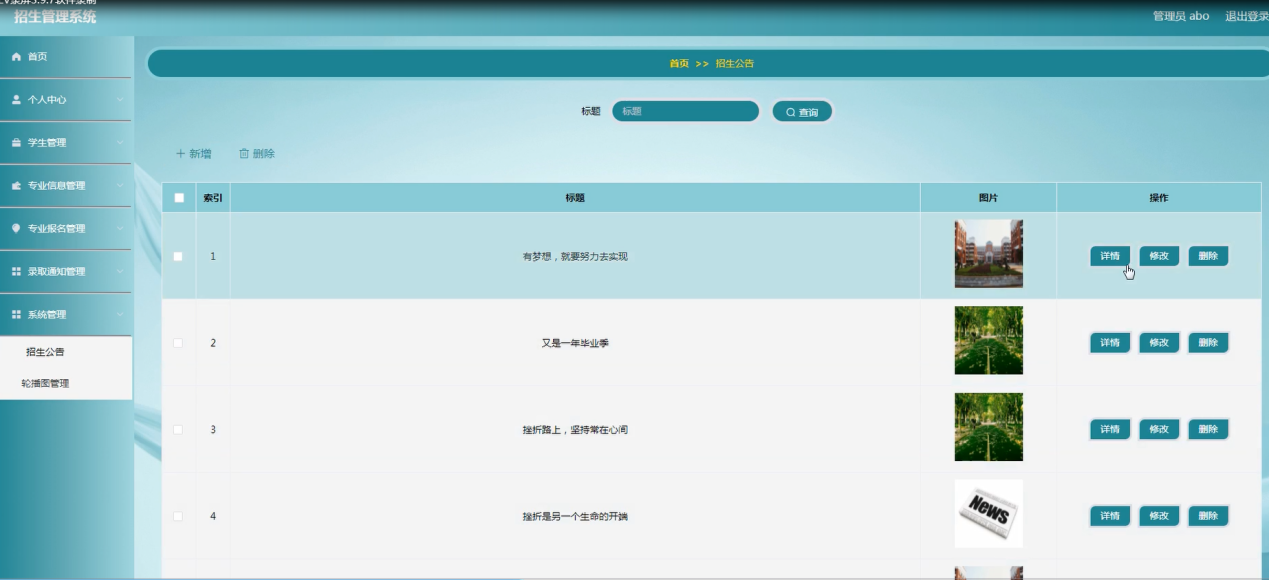 招生管理系统
管理员 abo 退出登录
首页
个人中心
学生管理
专业信息管理
专业报名管理
录取通知管理
系统管理
招生公告
轮播图管理
首页 >> 招生公告
标题 标题 查询
新增 删除
索引 标题 图片 操作
1 有梦想，就要努力去实现 详情 修改 删除
2 又是一年毕业季 详情 修改 删除
3 挫折路上，坚持常在心间 详情 修改 删除
4 挫折是另一个生命的开端 News 详情 修改 删除